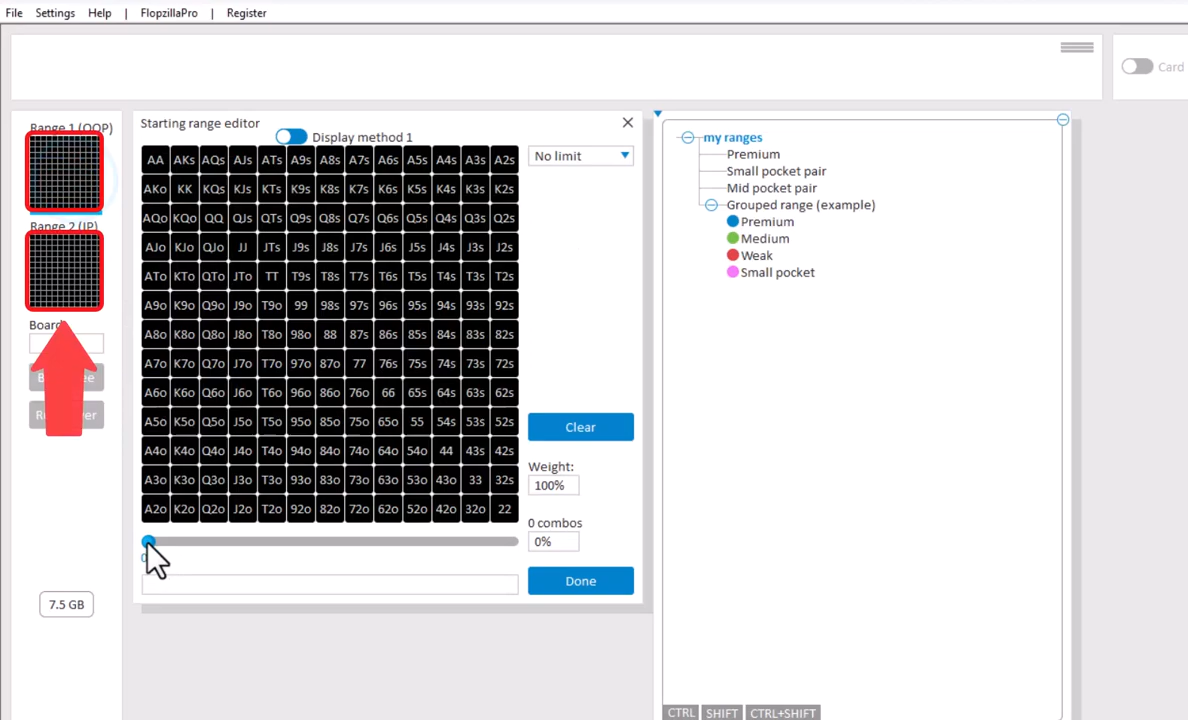 File Settings Help | FlopzillaPro | Register
Card
Range 1 (OOP)
Range 2 (IP)
Board
7.5 GB
Starting range editor
Display method 1
No limit
AA AKs AQs AJs ATs A9s A8s A7s A6s A5s A4s A3s A2s
AKo KK KQs KJs KTs K9s K8s K7s K6s K5s K4s K3s K2s
AQo KQo QQ QJs QTs Q9s Q8s Q7s Q6s Q5s Q4s Q3s Q2s
AJo KJo QJo JJ JTs J9s J8s J7s J6s J5s J4s J3s J2s
ATo KTo QTo JTo TT T9s T8s T7s T6s T5s T4s T3s T2s
A9o K9o Q9o J9o T9o 99 98s 97s 96s 95s 94s 93s 92s
A8o K8o Q8o J8o T8o 98o 88 87s 86s 85s 84s 83s 82s
A7o K7o Q7o J7o T7o 97o 87o 77 76s 75s 74s 73s 72s
A6o K6o Q6o J6o T6o 96o 86o 76o 66 65s 64s 63s 62s
A5o K5o Q5o J5o T5o 95o 85o 75o 65o 55 54s 53s 52s
A4o K4o Q4o J4o T4o 94o 84o 74o 64o 54o 44 43s 42s
A3o K3o Q3o J3o T3o 93o 83o 73o 63o 53o 43o 33 32s
A2o K2o Q2o J2o T2o 92o 82o 72o 62o 52o 42o 32o 22
Clear
Weight:
100%
0 combos
0%
Done
my ranges
Premium
Small pocket pair
Mid pocket pair
Grouped range (example)
Premium
Medium
Weak
Small pocket
CTRL SHIFT CTRL+SHIFT